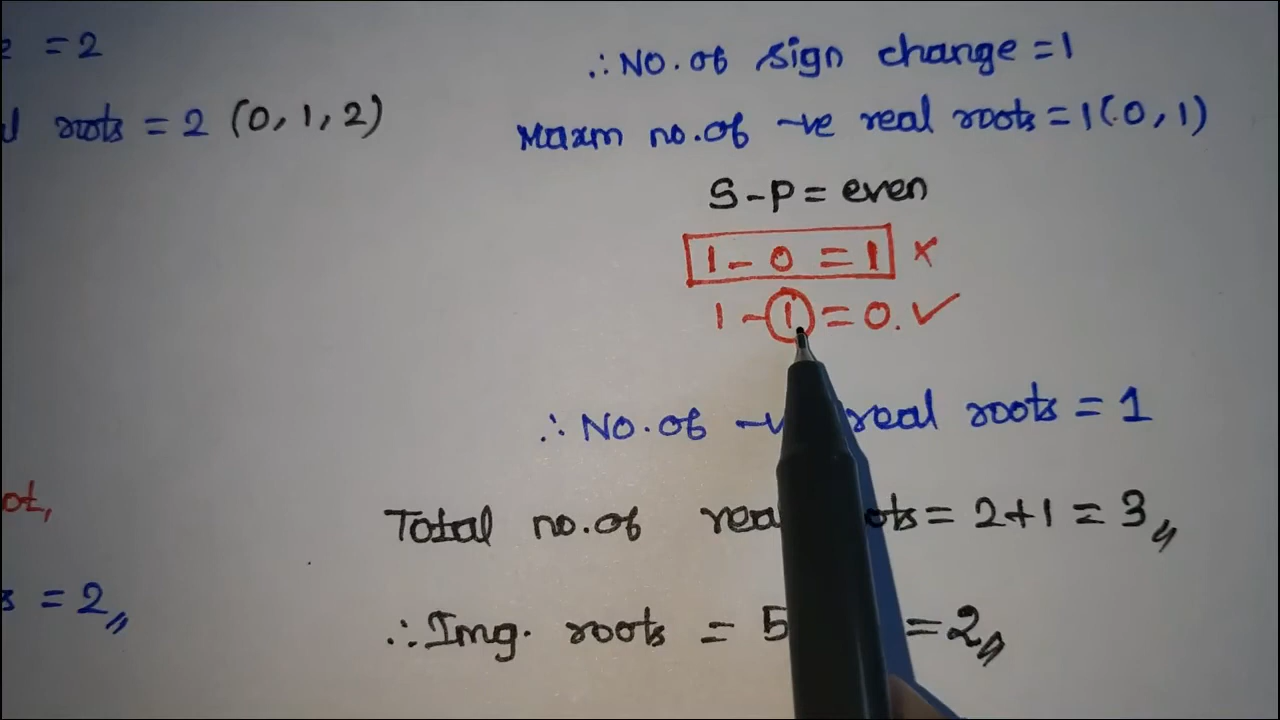 = 2
∴ No. of sign change = 1
roots = 2 (0, 1, 2)
Maxm no. of -ve real roots = 1 (0, 1)
S - P = even
1 - 0 = 1 ×
1 - 1 = 0. ✓
∴ No. of real roots = 1
ot,
Total no. of = 2 + 1 = 3,,
= 2,,
∴ Img. roots = 5 = 2,,